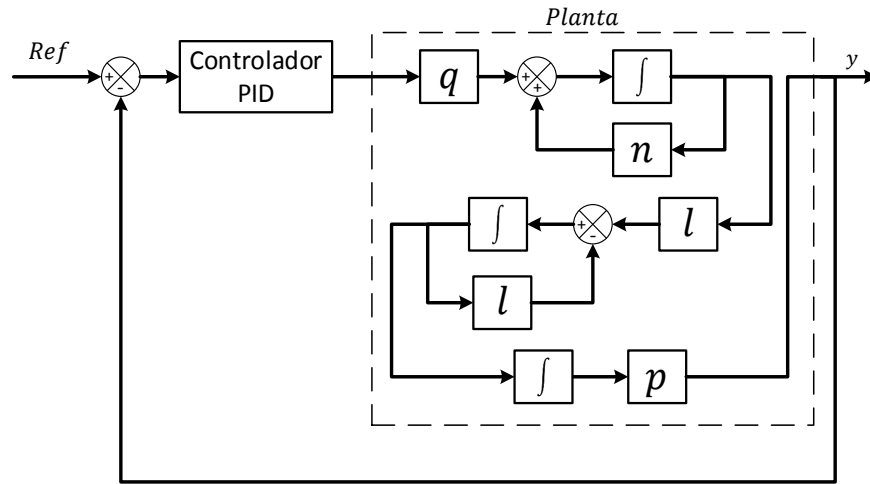 Planta
Ref
Controlador
PID
y
+
-
q
+
+
∫
n
∫
+
-
l
l
∫
p